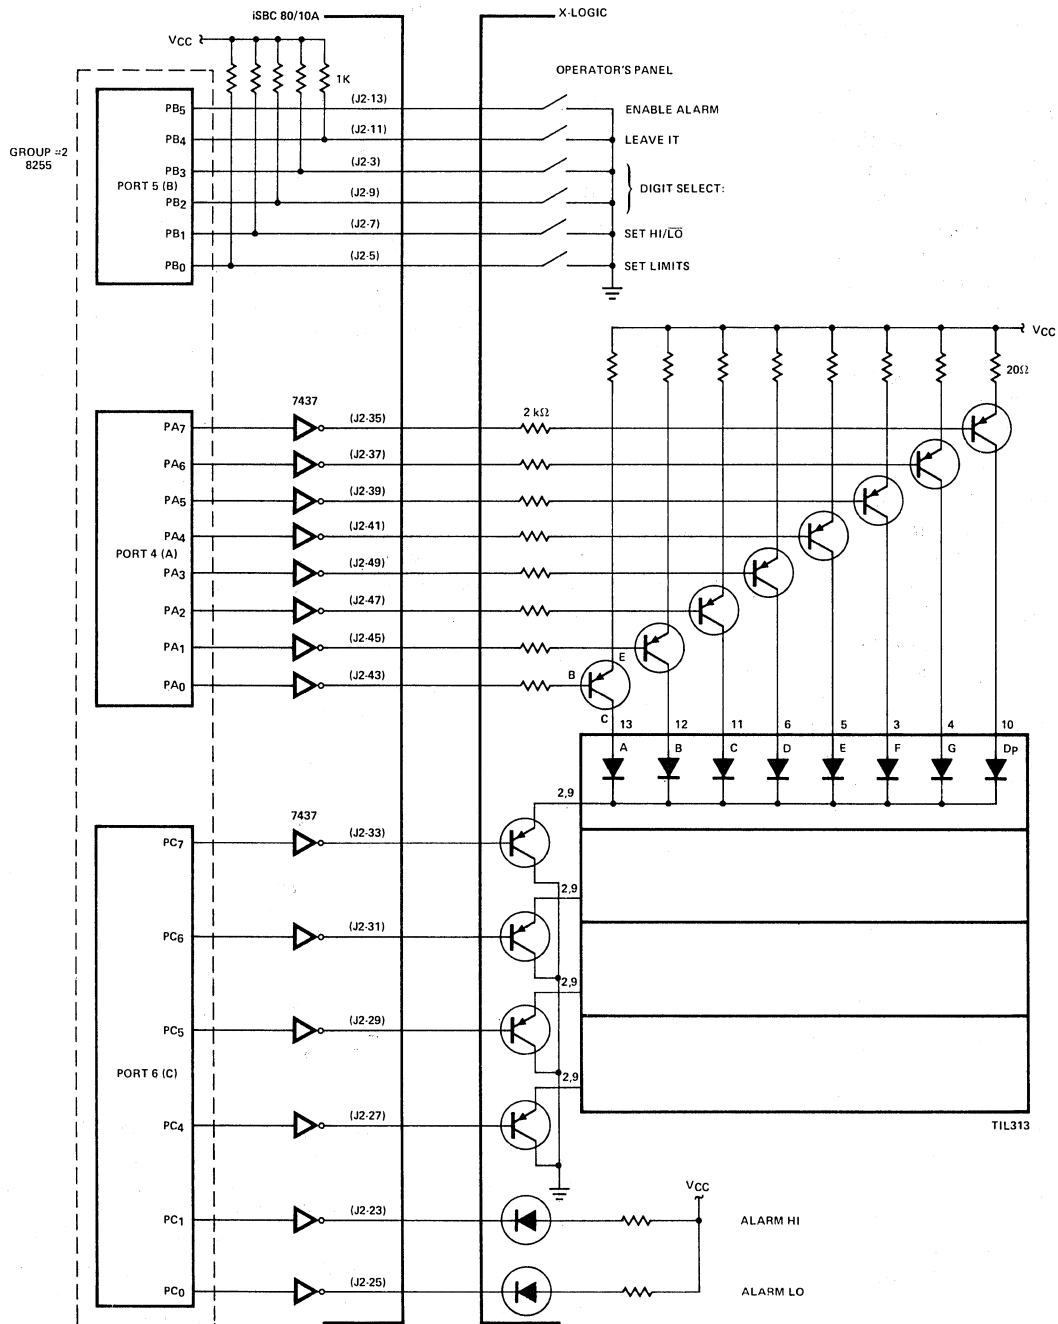 iSBC 80/10A
X-LOGIC
VCC
OPERATOR'S PANEL
1K
PB5
(J2-13)
ENABLE ALARM
PB4
(J2-11)
LEAVE IT
GROUP #2
8255
PB3
(J2-3)
PORT 5 (B)
DIGIT SELECT:
PB2
(J2-9)
PB1
(J2-7)
SET HI/LO
PB0
(J2-5)
SET LIMITS
VCC
20Ω
7437
2 kΩ
PA7
(J2-35)
PA6
(J2-37)
PA5
(J2-39)
PA4
(J2-41)
PORT 4 (A)
PA3
(J2-49)
PA2
(J2-47)
PA1
(J2-45)
E
PA0
(J2-43)
B
C
13 12 11 6 5 3 4 10
A B C D E F G DP
2,9
7437
PC7
(J2-33)
2,9
PC6
(J2-31)
2,9
PC5
(J2-29)
PORT 6 (C)
2,9
PC4
(J2-27)
TIL313
VCC
PC1
(J2-23)
ALARM HI
PC0
(J2-25)
ALARM LO